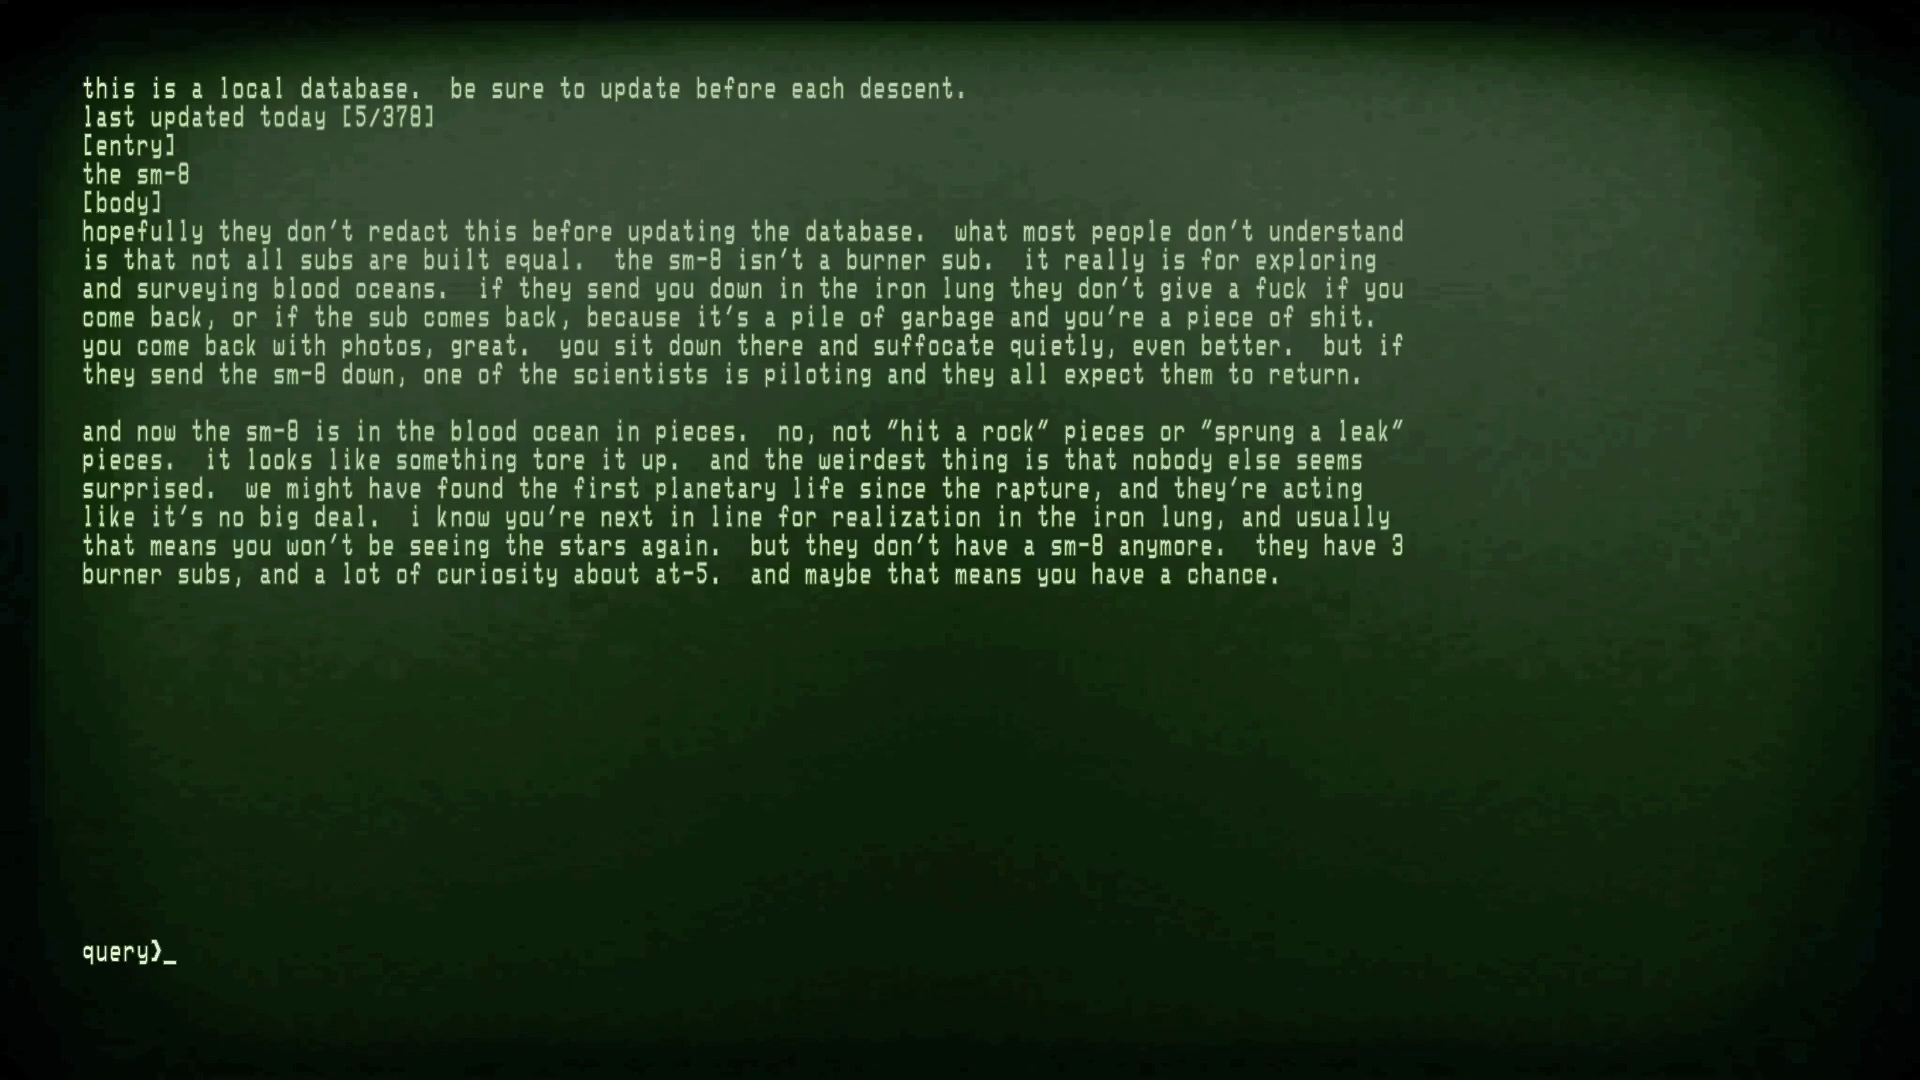 this is a local database.  be sure to update before each descent.
last updated today [5/378]
[entry]
the sm-8
[body]
hopefully they don't redact this before updating the database.  what most people don't understand
is that not all subs are built equal.  the sm-8 isn't a burner sub.  it really is for exploring
and surveying blood oceans.  if they send you down in the iron lung they don't give a fuck if you
come back, or if the sub comes back, because it's a pile of garbage and you're a piece of shit.
you come back with photos, great.  you sit down there and suffocate quietly, even better.  but if
they send the sm-8 down, one of the scientists is piloting and they all expect them to return.

and now the sm-8 is in the blood ocean in pieces.  no, not "hit a rock" pieces or "sprung a leak"
pieces.  it looks like something tore it up.  and the weirdest thing is that nobody else seems
surprised.  we might have found the first planetary life since the rapture, and they're acting
like it's no big deal.  i know you're next in line for realization in the iron lung, and usually
that means you won't be seeing the stars again.  but they don't have a sm-8 anymore.  they have 3
burner subs, and a lot of curiosity about at-5.  and maybe that means you have a chance.

query>_